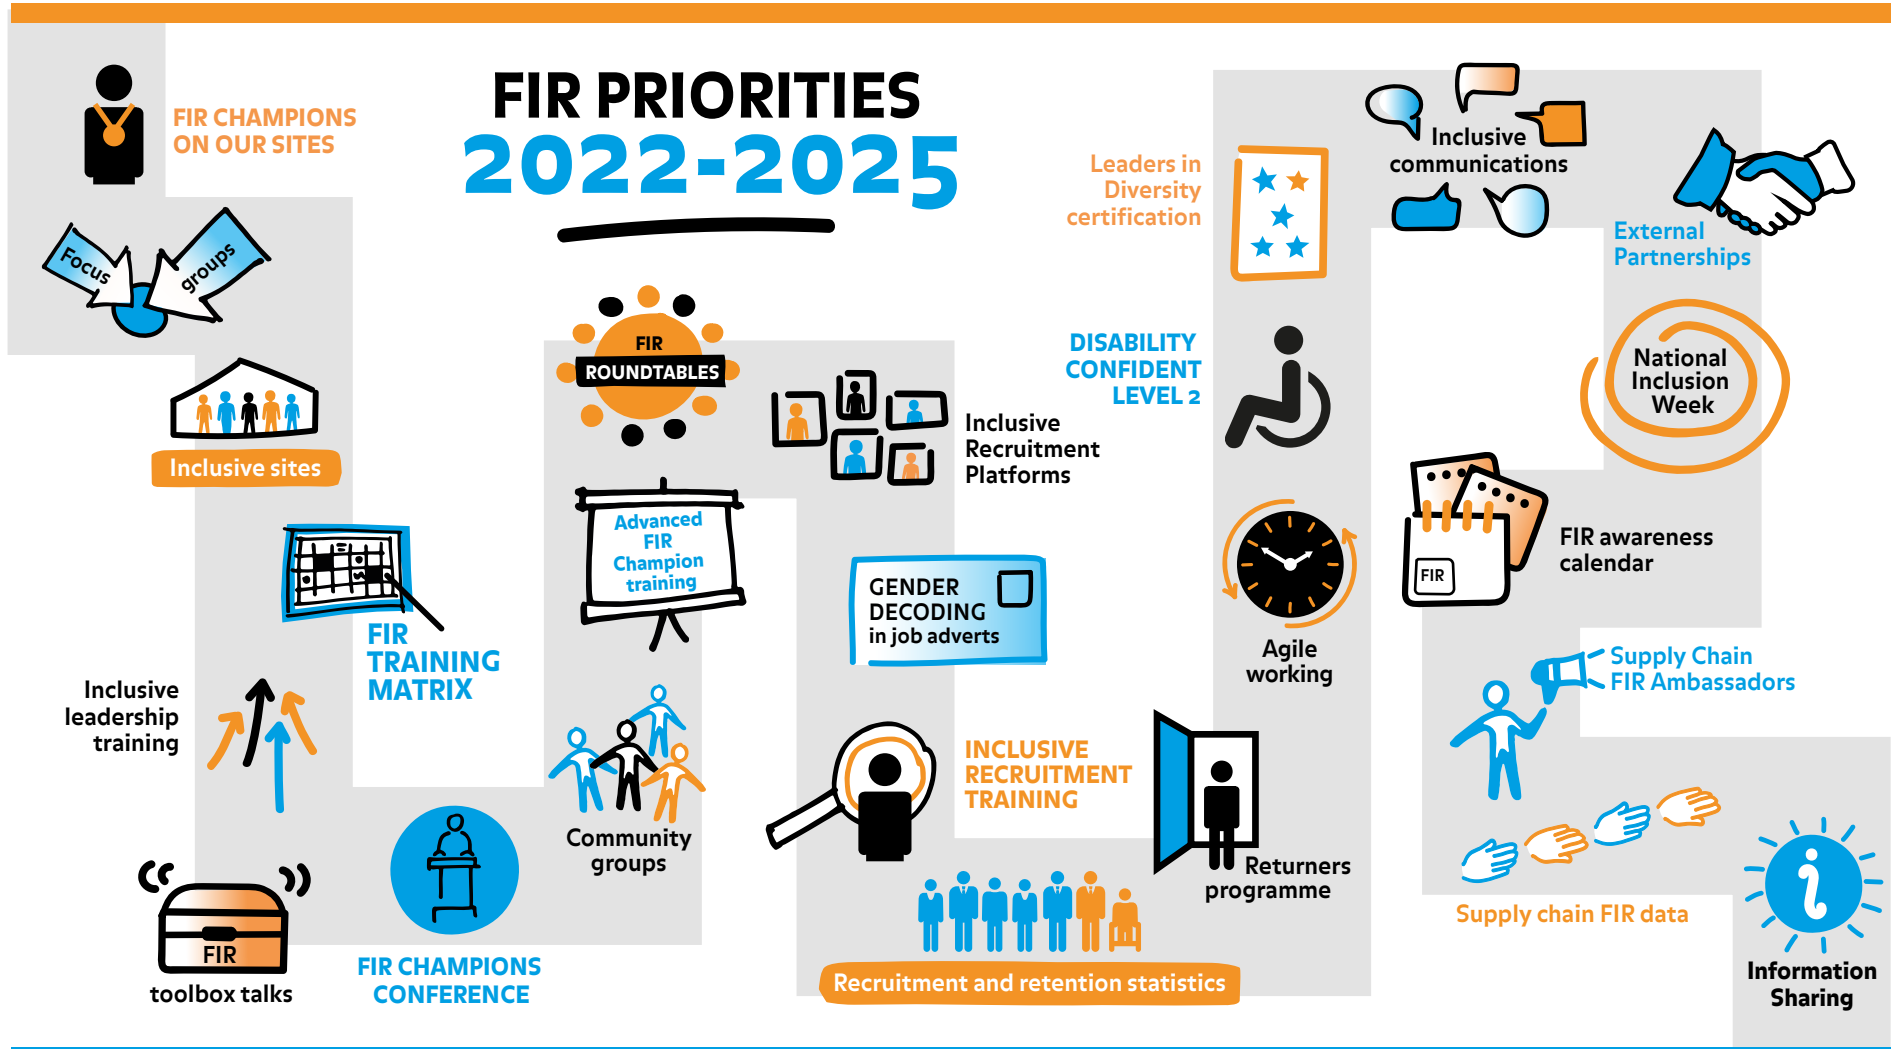 FIR PRIORITIES
2022-2025
FIR CHAMPIONS
ON OUR SITES
Focus
groups
Inclusive sites
FIR
TRAINING
MATRIX
Inclusive
leadership
training
FIR
toolbox talks
FIR CHAMPIONS
CONFERENCE
Community
groups
Advanced
FIR
Champion
training
FIR
ROUNDTABLES
Inclusive
Recruitment
Platforms
GENDER
DECODING
in job adverts
INCLUSIVE
RECRUITMENT
TRAINING
Recruitment and retention statistics
Returners
programme
Agile
working
DISABILITY
CONFIDENT
LEVEL 2
Leaders in
Diversity
certification
Inclusive
communications
External
Partnerships
National
Inclusion
Week
FIR
FIR awareness
calendar
Supply Chain
FIR Ambassadors
Supply chain FIR data
Information
Sharing